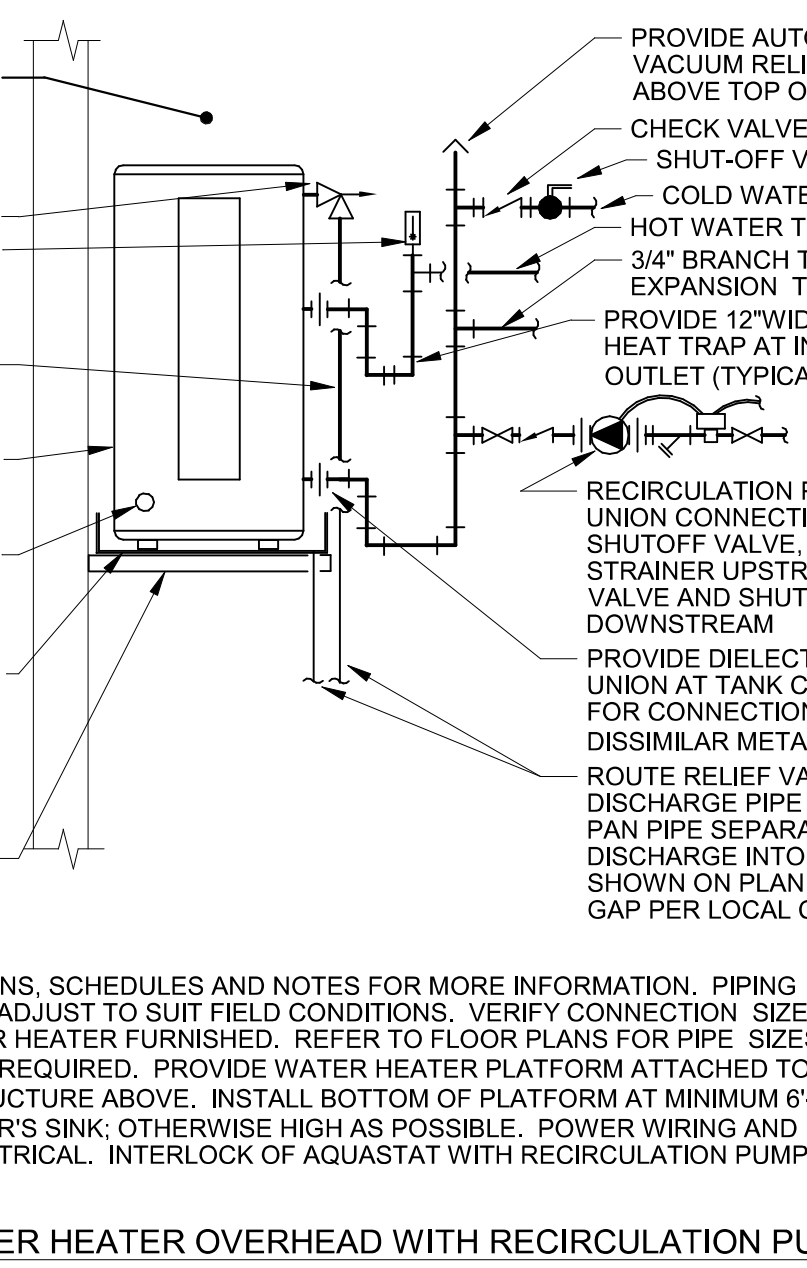 PROVIDE AUTO
VACUUM RELI
ABOVE TOP O
CHECK VALVE
SHUT-OFF V
COLD WATE
HOT WATER T
3/4" BRANCH T
EXPANSION T
PROVIDE 12"WID
HEAT TRAP AT IN
OUTLET (TYPICA
RECIRCULATION P
UNION CONNECTI
SHUTOFF VALVE,
STRAINER UPSTR
VALVE AND SHUT
DOWNSTREAM
PROVIDE DIELECT
UNION AT TANK C
FOR CONNECTION
DISSIMILAR META
ROUTE RELIEF VA
DISCHARGE PIPE
PAN PIPE SEPARA
DISCHARGE INTO
SHOWN ON PLAN
GAP PER LOCAL C
NS, SCHEDULES AND NOTES FOR MORE INFORMATION. PIPING
ADJUST TO SUIT FIELD CONDITIONS. VERIFY CONNECTION SIZE
R HEATER FURNISHED. REFER TO FLOOR PLANS FOR PIPE SIZES
REQUIRED. PROVIDE WATER HEATER PLATFORM ATTACHED TO
UCTURE ABOVE. INSTALL BOTTOM OF PLATFORM AT MINIMUM 6'-
R'S SINK; OTHERWISE HIGH AS POSSIBLE. POWER WIRING AND
TRICAL. INTERLOCK OF AQUASTAT WITH RECIRCULATION PUMP
ER HEATER OVERHEAD WITH RECIRCULATION PU